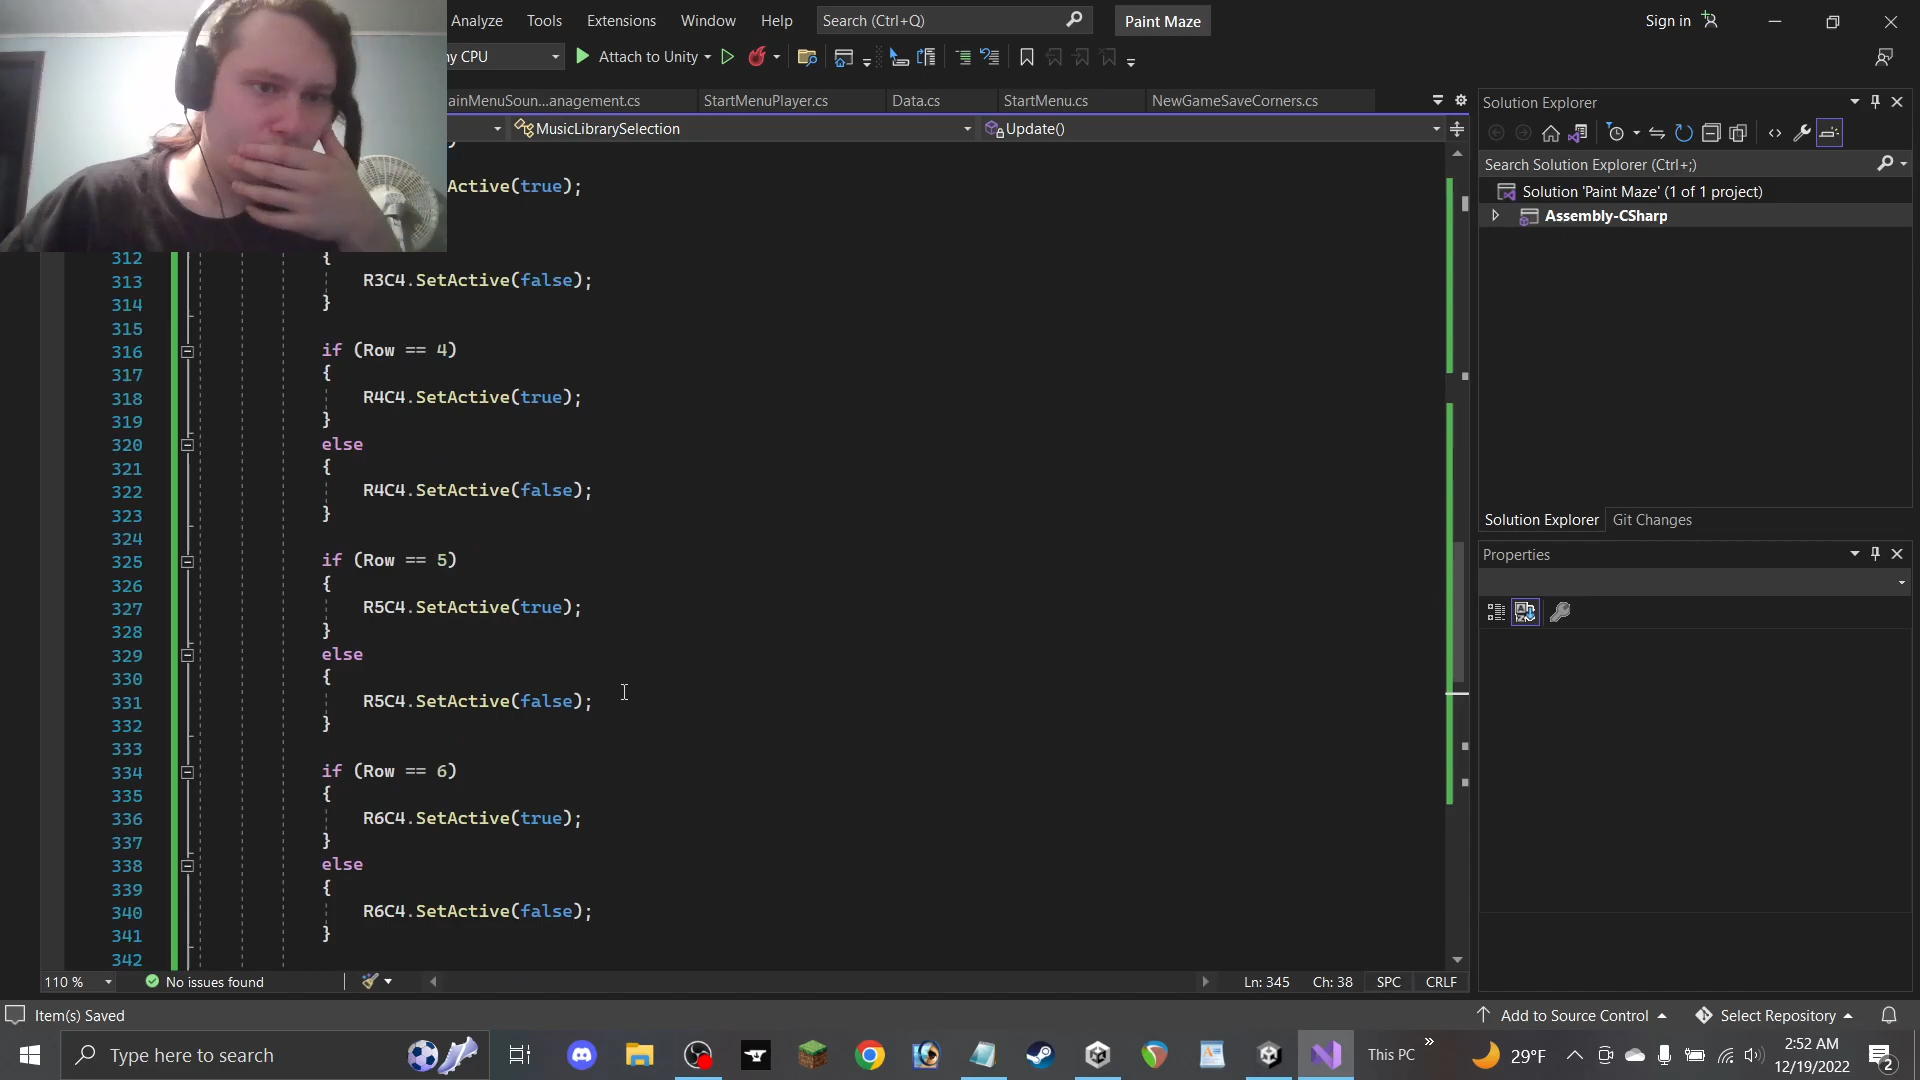 Analyze Tools Extensions Window Help Search (Ctrl+Q) Paint Maze Sign in
ny CPU Attach to Unity
ainMenuSoun...anagement.cs StartMenuPlayer.cs Data.cs StartMenu.cs NewGameSaveCorners.cs
MusicLibrarySelection Update()
Active(true);
312 {
313 R3C4.SetActive(false);
314 }
315
316 if (Row == 4)
317 {
318 R4C4.SetActive(true);
319 }
320 else
321 {
322 R4C4.SetActive(false);
323 }
324
325 if (Row == 5)
326 {
327 R5C4.SetActive(true);
328 }
329 else
330 {
331 R5C4.SetActive(false);
332 }
333
334 if (Row == 6)
335 {
336 R6C4.SetActive(true);
337 }
338 else
339 {
340 R6C4.SetActive(false);
341 }
342
110 % No issues found Ln: 345 Ch: 38 SPC CRLF
Solution Explorer
Search Solution Explorer (Ctrl+;)
Solution 'Paint Maze' (1 of 1 project)
Assembly-CSharp
Solution Explorer Git Changes
Properties
Item(s) Saved Add to Source Control Select Repository
Type here to search This PC » 29°F 2:52 AM
12/19/2022 2